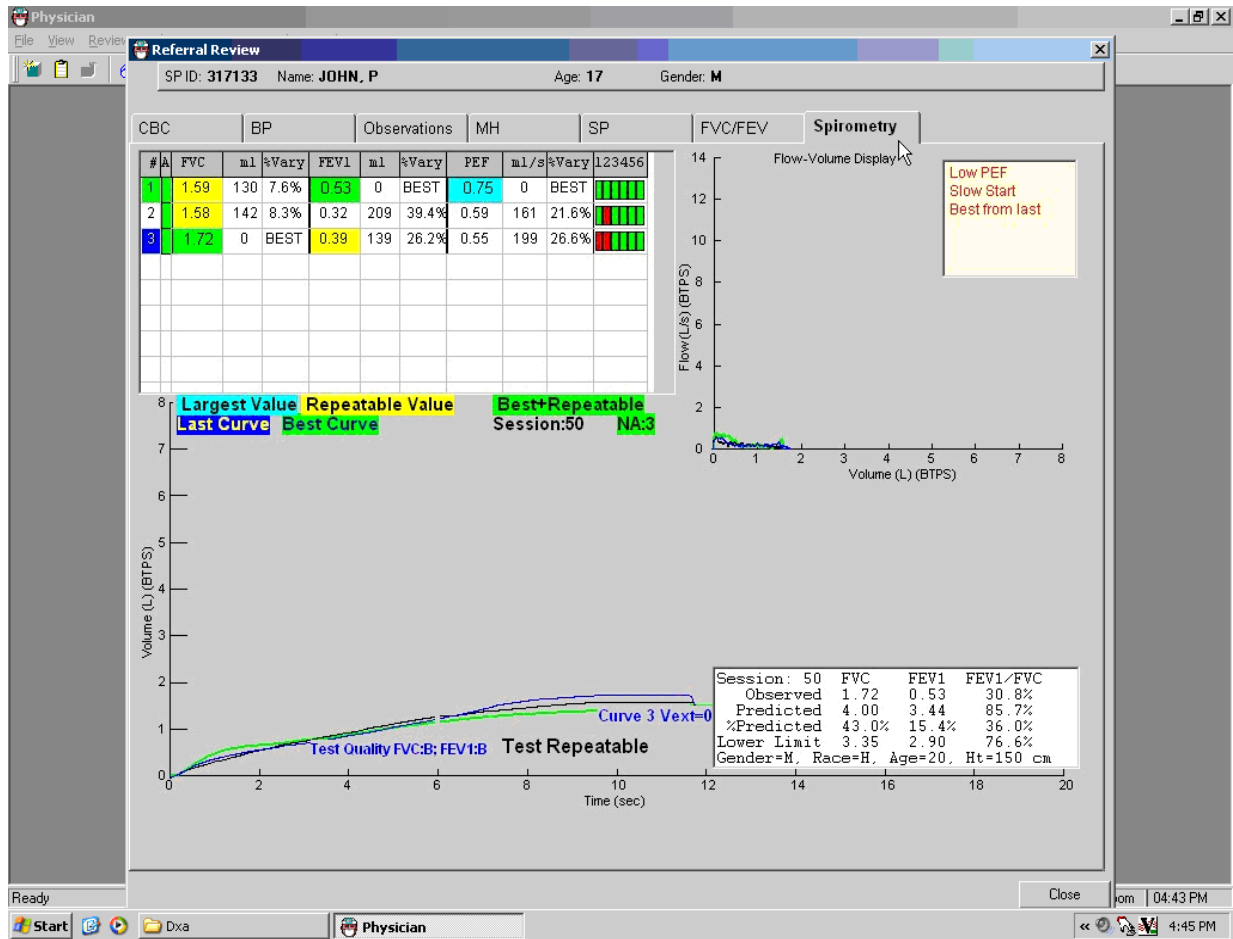 Physician
File View Review
Referral Review
SP ID: 317133 Name: JOHN, P Age: 17 Gender: M
CBC BP Observations MH SP FVC/FEV Spirometry
# A FVC ml %Vary FEV1 ml %Vary PEF ml/s %Vary 123456
1 1.59 130 7.6% 0.53 0 BEST 0.75 0 BEST
2 1.58 142 8.3% 0.32 209 39.4% 0.59 161 21.6%
3 1.72 0 BEST 0.39 139 26.2% 0.55 199 26.6%
Flow-Volume Display
Low PEF
Slow Start
Best from last
14
12
10
8
6
4
2
0
Flow(L/s) (BTPS)
0 1 2 3 4 5 6 7 8
Volume (L) (BTPS)
Largest Value Repeatable Value Best+Repeatable
Last Curve Best Curve Session:50 NA:3
8
7
6
5
4
3
2
1
0
Volume (L) (BTPS)
Curve 3 Vext=0
Test Quality FVC:B; FEV1:B Test Repeatable
Session: 50 FVC FEV1 FEV1/FVC
Observed 1.72 0.53 30.8%
Predicted 4.00 3.44 85.7%
%Predicted 43.0% 15.4% 36.0%
Lower Limit 3.35 2.90 76.6%
Gender=M, Race=H, Age=20, Ht=150 cm
2 4 6 8 10 12 14 16 18 20
Time (sec)
Close
Ready oom 04:43 PM
Start Dxa Physician 4:45 PM